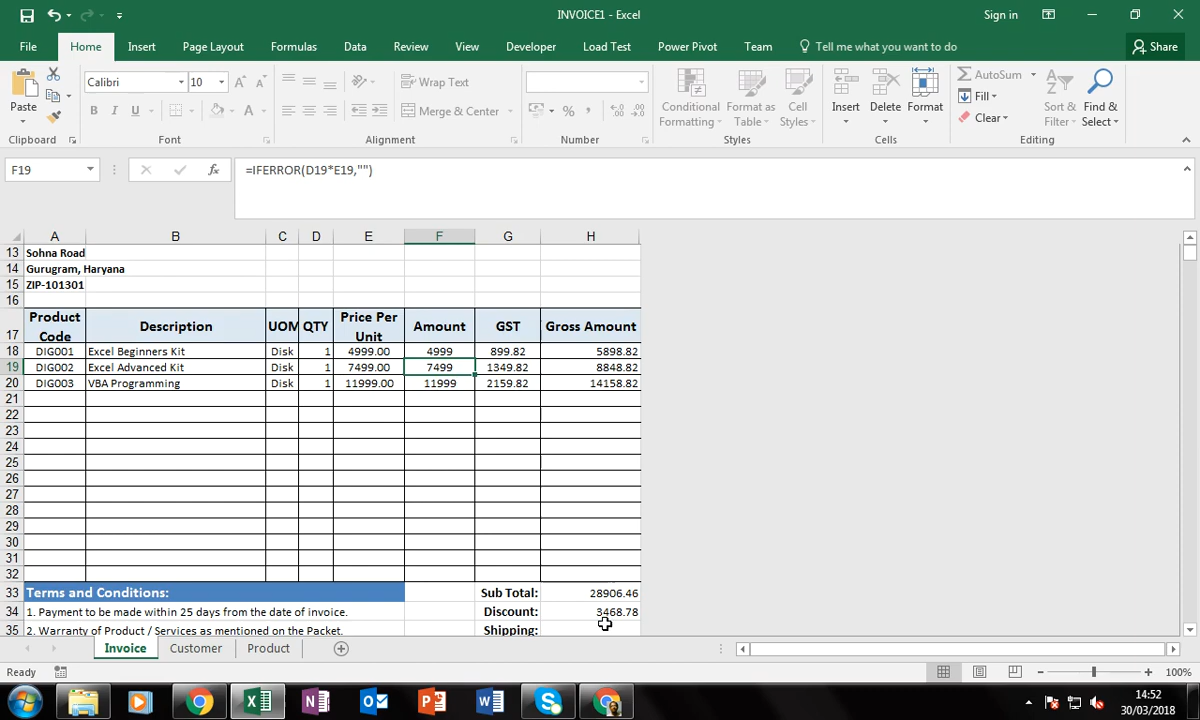 INVOICE1 - Excel
Sign in
File Home Insert Page Layout Formulas Data Review View Developer Load Test Power Pivot Team Tell me what you want to do Share
Paste
Calibri 10
A A
B I U
A
Wrap Text
Merge & Center
%
Conditional Formatting
Format as Table
Cell Styles
Insert Delete Format
AutoSum
Fill
Clear
Sort & Filter
Find & Select
Clipboard Font Alignment Number Styles Cells Editing
F19 fx =IFERROR(D19*E19,"")
A B C D E F G H
13 Sohna Road
14 Gurugram, Haryana
15 ZIP-101301
16
17 Product Code Description UOM QTY Price Per Unit Amount GST Gross Amount
18 DIG001 Excel Beginners Kit Disk 1 4999.00 4999 899.82 5898.82
19 DIG002 Excel Advanced Kit Disk 1 7499.00 7499 1349.82 8848.82
20 DIG003 VBA Programming Disk 1 11999.00 11999 2159.82 14158.82
21
22
23
24
25
26
27
28
29
30
31
32
33 Terms and Conditions: Sub Total: 28906.46
34 1. Payment to be made within 25 days from the date of invoice. Discount: 3468.78
35 2. Warranty of Product / Services as mentioned on the Packet. Shipping:
Invoice Customer Product
Ready 100%
14:52
30/03/2018